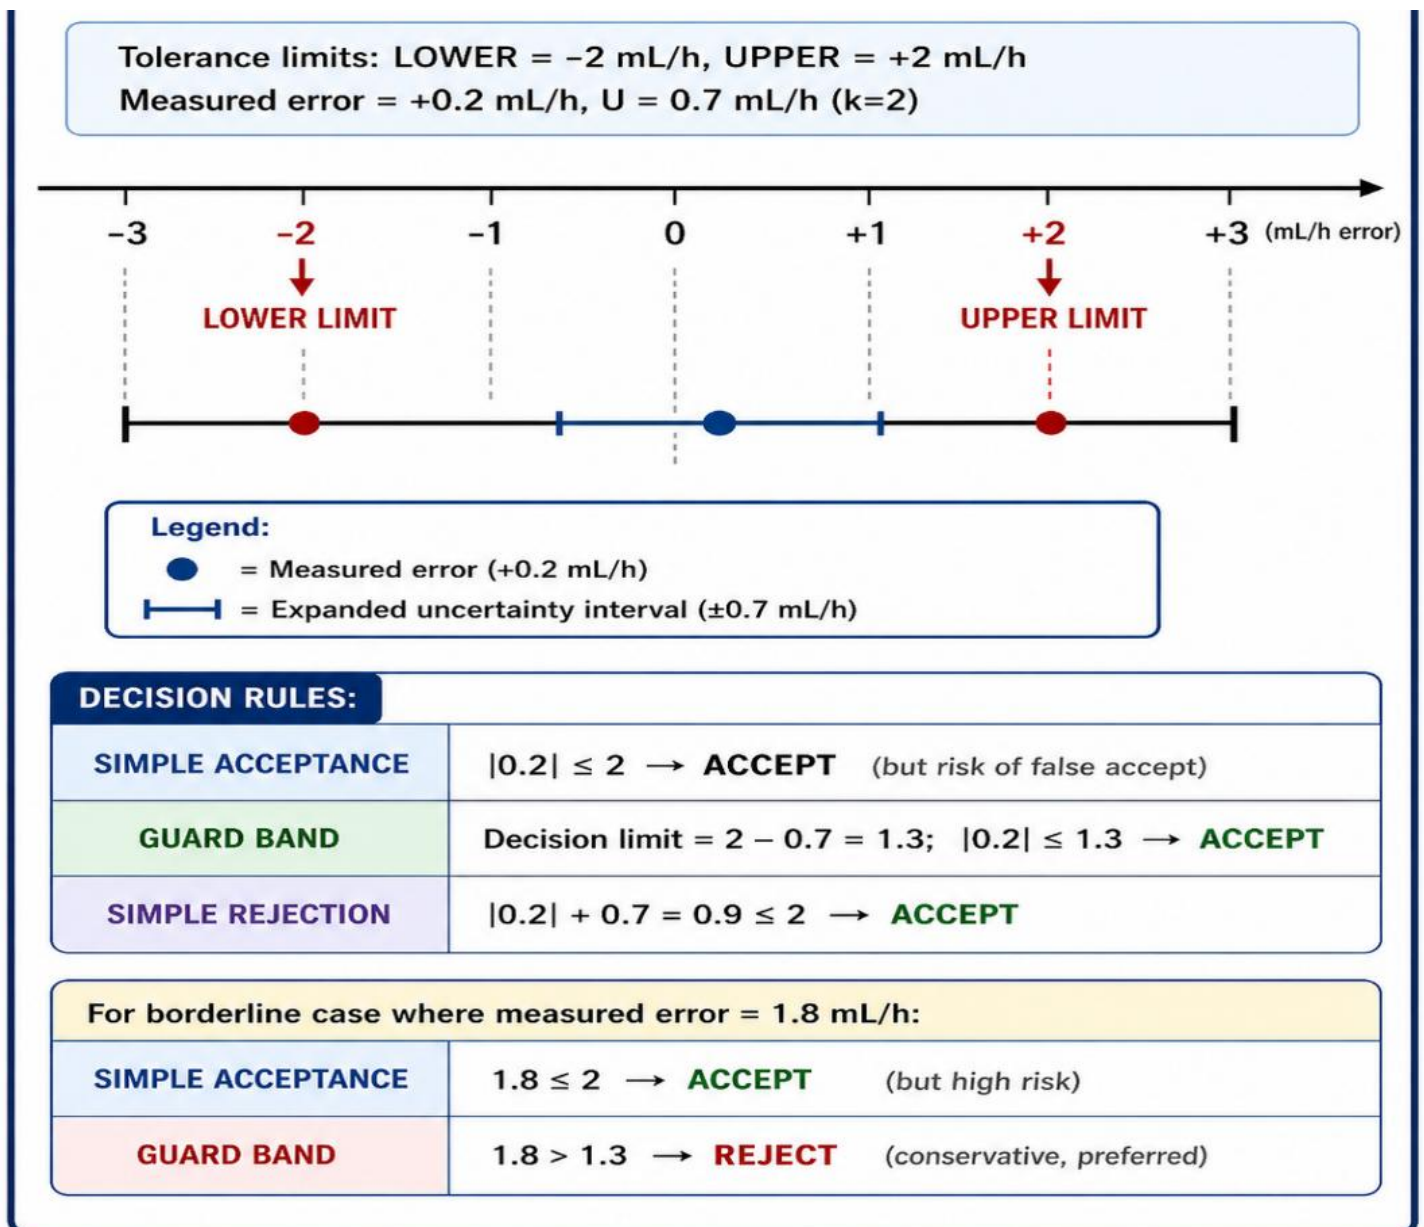 Tolerance limits: LOWER = –2 mL/h, UPPER = +2 mL/h
Measured error = +0.2 mL/h, U = 0.7 mL/h (k=2)
–3 –2 –1 0 +1 +2 +3 (mL/h error)
LOWER LIMIT UPPER LIMIT
Legend:
= Measured error (+0.2 mL/h)
= Expanded uncertainty interval (±0.7 mL/h)
DECISION RULES:
SIMPLE ACCEPTANCE |0.2| ≤ 2 → ACCEPT (but risk of false accept)
GUARD BAND Decision limit = 2 – 0.7 = 1.3; |0.2| ≤ 1.3 → ACCEPT
SIMPLE REJECTION |0.2| + 0.7 = 0.9 ≤ 2 → ACCEPT
For borderline case where measured error = 1.8 mL/h:
SIMPLE ACCEPTANCE 1.8 ≤ 2 → ACCEPT (but high risk)
GUARD BAND 1.8 > 1.3 → REJECT (conservative, preferred)